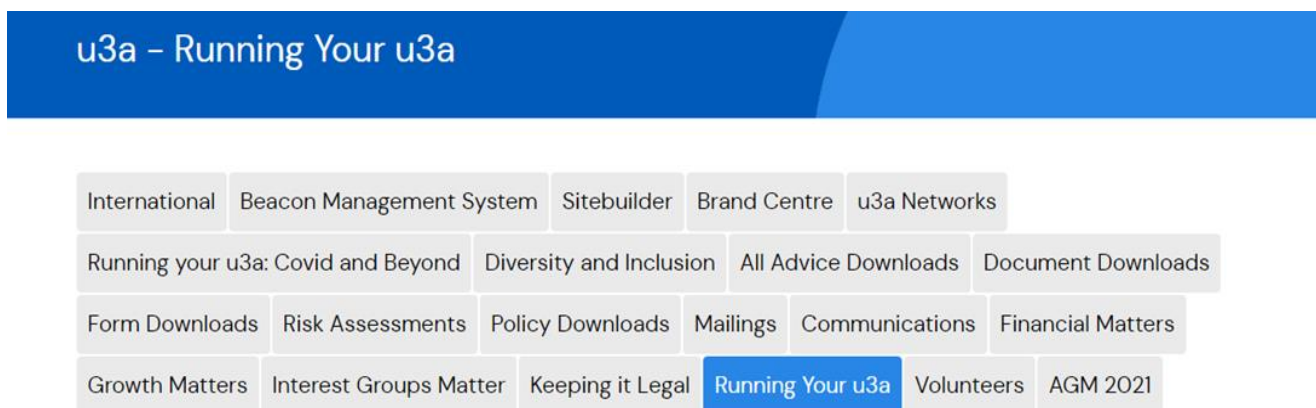 u3a – Running Your u3a
International Beacon Management System Sitebuilder Brand Centre u3a Networks
Running your u3a: Covid and Beyond Diversity and Inclusion All Advice Downloads Document Downloads
Form Downloads Risk Assessments Policy Downloads Mailings Communications Financial Matters
Growth Matters Interest Groups Matter Keeping it Legal Running Your u3a Volunteers AGM 2021